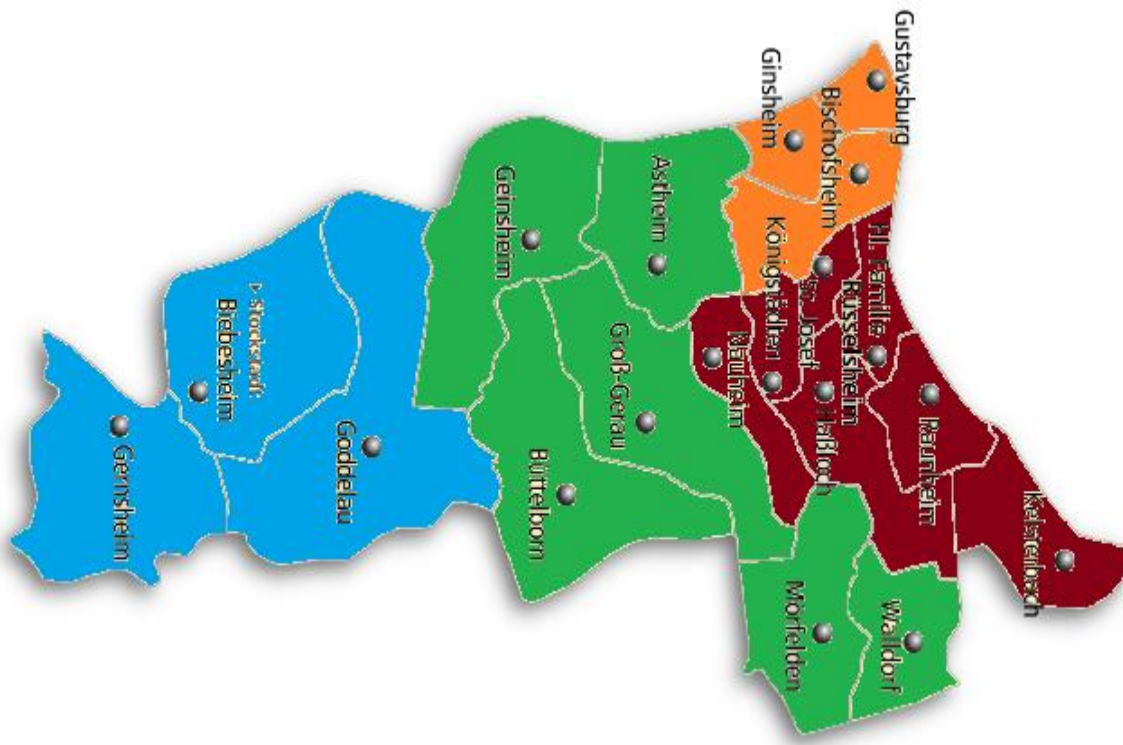 Kelsterbach
Raunheim
Gustavsburg
Walldorf
Hl. Familie
Rüsselsheim
Bischofsheim
Haßloch
St. Josef
Mörfelden
Königstädten
Ginsheim
Nauheim
Astheim
Groß-Gerau
Büttelborn
Geinsheim
Goddelau
▷ Stockstadt
Biebesheim
Gernsheim